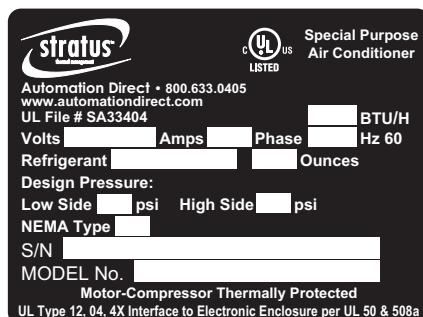 stratus
thermal management
C UL US
LISTED
Special Purpose
Air Conditioner
Automation Direct • 800.633.0405
www.automationdirect.com
UL File # SA33404
BTU/H
Volts Amps Phase Hz 60
Refrigerant Ounces
Design Pressure:
Low Side psi High Side psi
NEMA Type
S/N
MODEL No.
Motor-Compressor Thermally Protected
UL Type 12, 04, 4X Interface to Electronic Enclosure per UL 50 & 508a